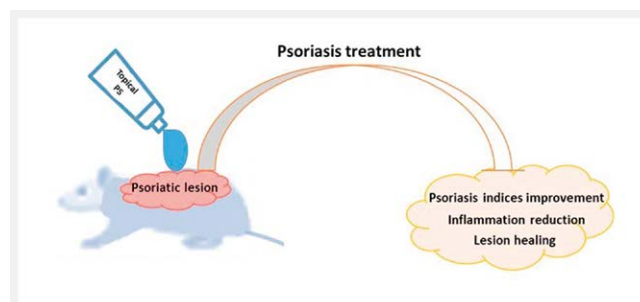 Psoriasis treatment
Topical
PS
Psoriatic lesion
Psoriasis indices improvement
Inflammation reduction
Lesion healing